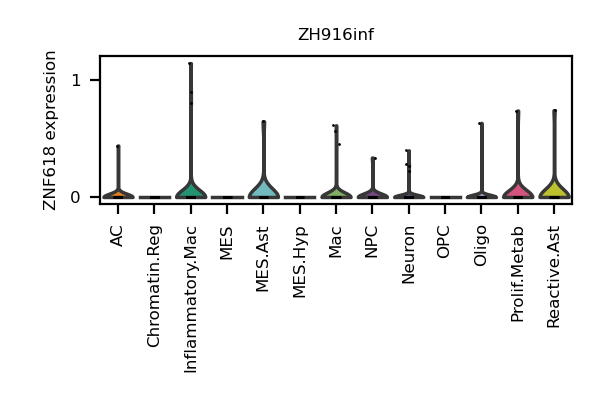 ZH916inf
ZNF618 expression
1
0
AC
Chromatin.Reg
Inflammatory.Mac
MES
MES.Ast
MES.Hyp
Mac
NPC
Neuron
OPC
Oligo
Prolif.Metab
Reactive.Ast